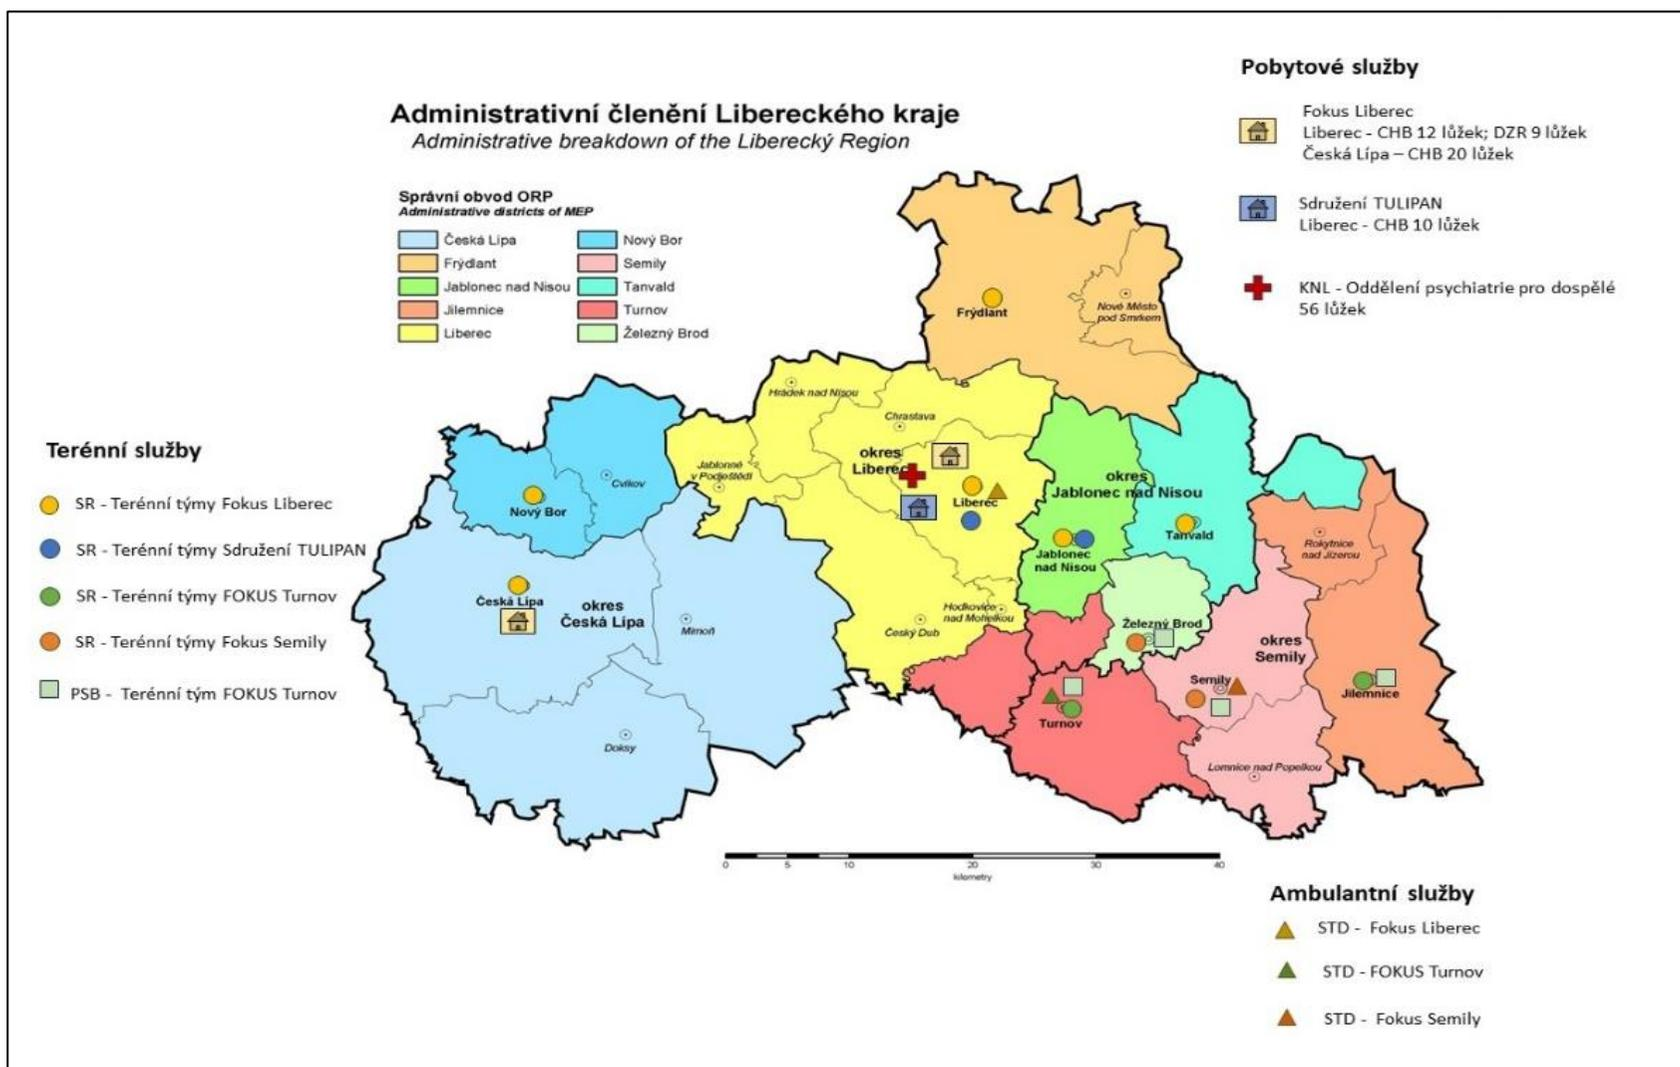 Administrativní členění Libereckého kraje
Administrative breakdown of the Liberecký Region
Správní obvod ORP
Administrative districts of MEP
Česká Lípa
Frýdlant
Jablonec nad Nisou
Jilemnice
Liberec
Nový Bor
Semily
Tanvald
Turnov
Železný Brod
Pobytové služby
Fokus Liberec
Liberec - CHB 12 lůžek; DZR 9 lůžek
Česká Lípa – CHB 20 lůžek
Sdružení TULIPAN
Liberec - CHB 10 lůžek
KNL - Oddělení psychiatrie pro dospělé
56 lůžek
Terénní služby
SR - Terénní týmy Fokus Liberec
SR - Terénní týmy Sdružení TULIPAN
SR - Terénní týmy FOKUS Turnov
SR - Terénní týmy Fokus Semily
PSB - Terénní tým FOKUS Turnov
Frýdlant
Nové Město
pod Smrkem
Hrádek nad Nisou
Chrastava
okres
Liberec
Jablonné
v Podještědí
Liberec
Cvikov
Nový Bor
okres
Jablonec nad Nisou
Tanvald
Jablonec
nad Nisou
Rokytnice
nad Jizerou
Česká Lípa
okres
Česká Lípa
Mimoň
Hodkovice
nad Mohelkou
Český Dub
Železný Brod
okres
Semily
Semily
Jilemnice
Turnov
Doksy
Lomnice nad Popelkou
0 5 10 20 30 40
kilometry
Ambulantní služby
STD - Fokus Liberec
STD - FOKUS Turnov
STD - Fokus Semily